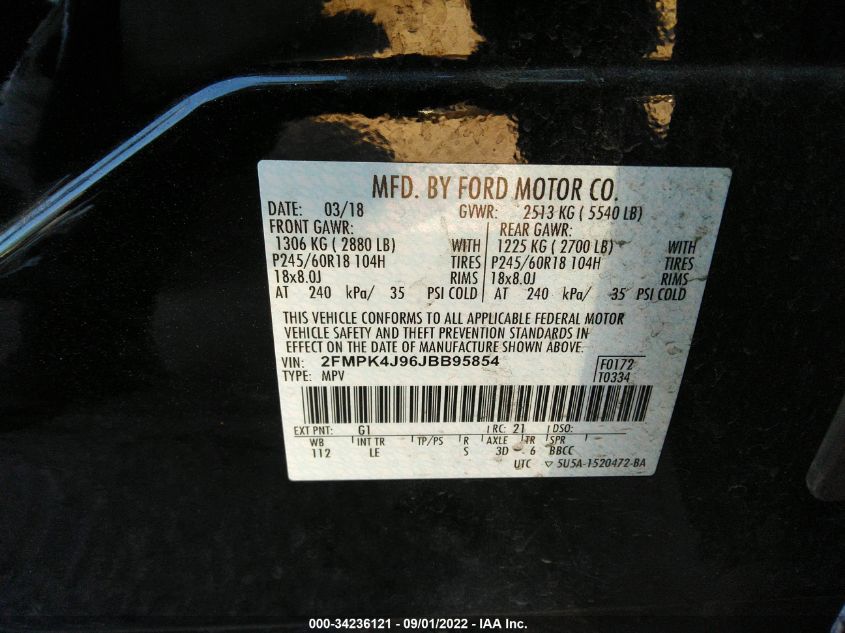 MFD. BY FORD MOTOR CO.
DATE: 03/18 GVWR: 2513 KG ( 5540 LB)
FRONT GAWR: REAR GAWR:
1306 KG ( 2880 LB) WITH 1225 KG ( 2700 LB) WITH
P245/60R18 104H TIRES P245/60R18 104H TIRES
18x8.0J RIMS 18x8.0J RIMS
AT 240 kPa/ 35 PSI COLD AT 240 kPa/ 35 PSI COLD
THIS VEHICLE CONFORMS TO ALL APPLICABLE FEDERAL MOTOR
VEHICLE SAFETY AND THEFT PREVENTION STANDARDS IN
EFFECT ON THE DATE OF MANUFACTURE SHOWN ABOVE.
VIN: 2FMPK4J96JBB95854 F0172
TYPE: MPV T0334
EXT PNT: G1 RC: 21 DSO:
WB INT TR TP/PS R AXLE TR SPR
112 LE S 3D 6 BBCC
UTC ▽ 5U5A-1520472-BA
000-34236121 - 09/01/2022 - IAA Inc.